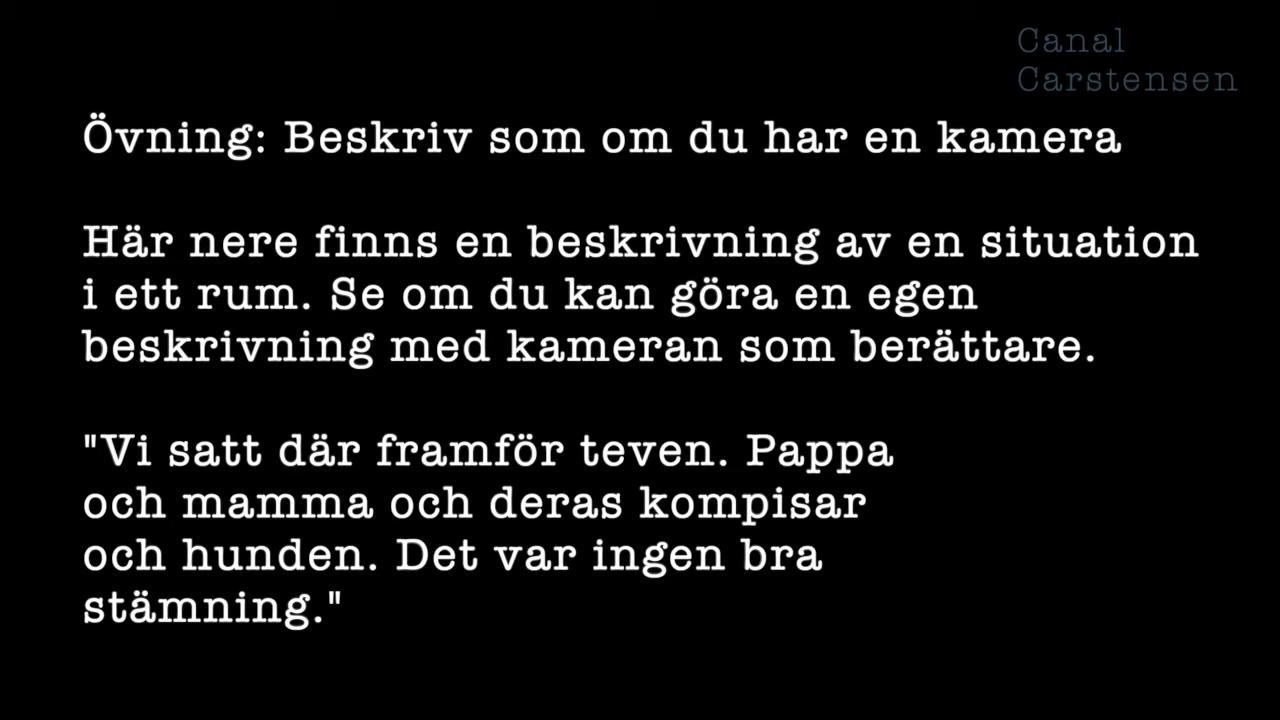 Canal
Carstensen
Övning: Beskriv som om du har en kamera
Här nere finns en beskrivning av en situation
i ett rum. Se om du kan göra en egen
beskrivning med kameran som berättare.
"Vi satt där framför teven. Pappa
och mamma och deras kompisar
och hunden. Det var ingen bra
stämning."